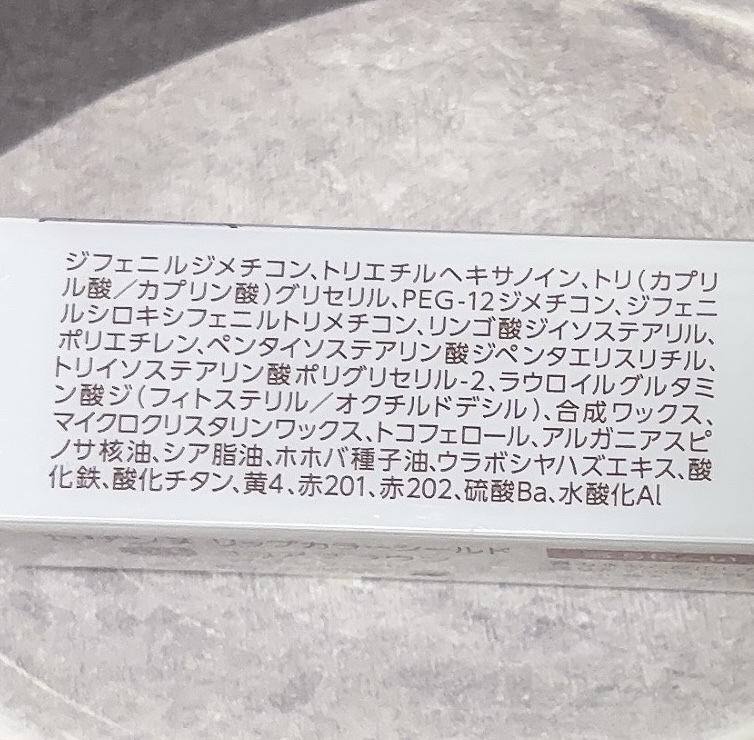 ジフェニルジメチコン、トリエチルヘキサノイン、トリ(カプリ
ル酸／カプリン酸)グリセリル、PEG-12ジメチコン、ジフェニ
ルシロキシフェニルトリメチコン、リンゴ酸ジイソステアリル、
ポリエチレン、ペンタイソステアリン酸ジペンタエリスリチル、
トリイソステアリン酸ポリグリセリル-2、ラウロイルグルタミ
ン酸ジ(フィトステリル／オクチルドデシル)、合成ワックス、
マイクロクリスタリンワックス、トコフェロール、アルガニアスピ
ノサ核油、シア脂油、ホホバ種子油、ウラボシヤハズエキス、酸
化鉄、酸化チタン、黄4、赤201、赤202、硫酸Ba、水酸化Al